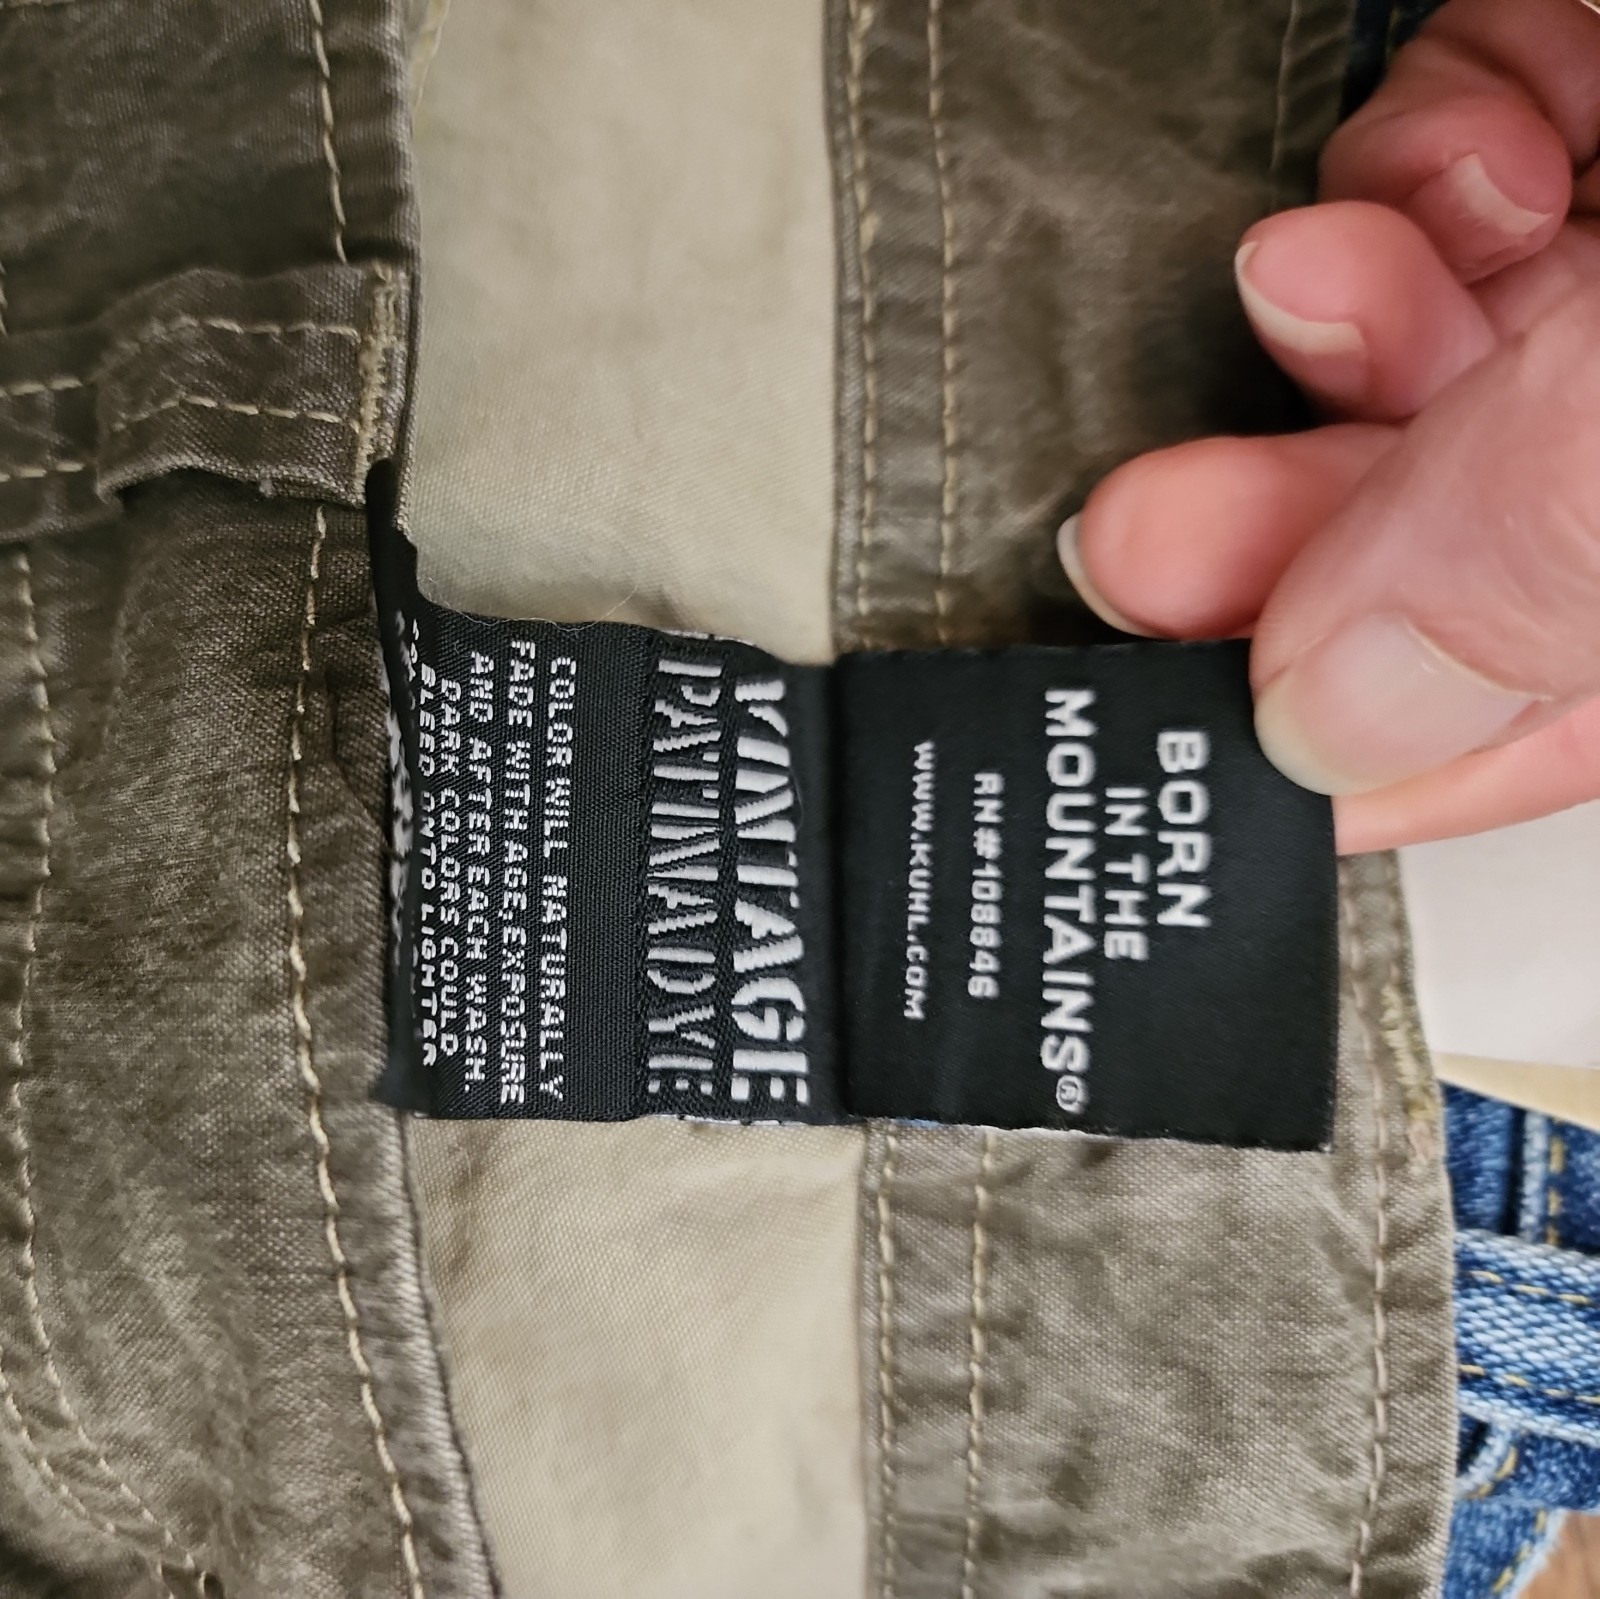 BORN
IN THE
MOUNTAINS®
RN#108846
WWW.KUHL.COM
VINTAGE
PATINA DYE
COLOR WILL NATURALLY
FADE WITH AGE, EXPOSURE
AND AFTER EACH WASH.
DARK COLORS COULD
BLEED ONTO LIGHTER